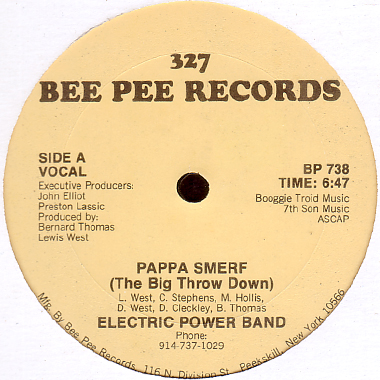 327
BEE PEE RECORDS
SIDE A
VOCAL
Executive Producers:
John Elliot
Preston Lassic
Produced by:
Bernard Thomas
Lewis West
BP 738
TIME: 6:47
Booggie Troid Music
7th Son Music
ASCAP
PAPPA SMERF
(The Big Throw Down)
L. West, C. Stephens, M. Hollis,
D. West, D. Cleckley, B. Thomas
ELECTRIC POWER BAND
Phone:
914-737-1029
Mfg. By Bee Pee Records, 116 N. Division St. Peekskill, New York 10566